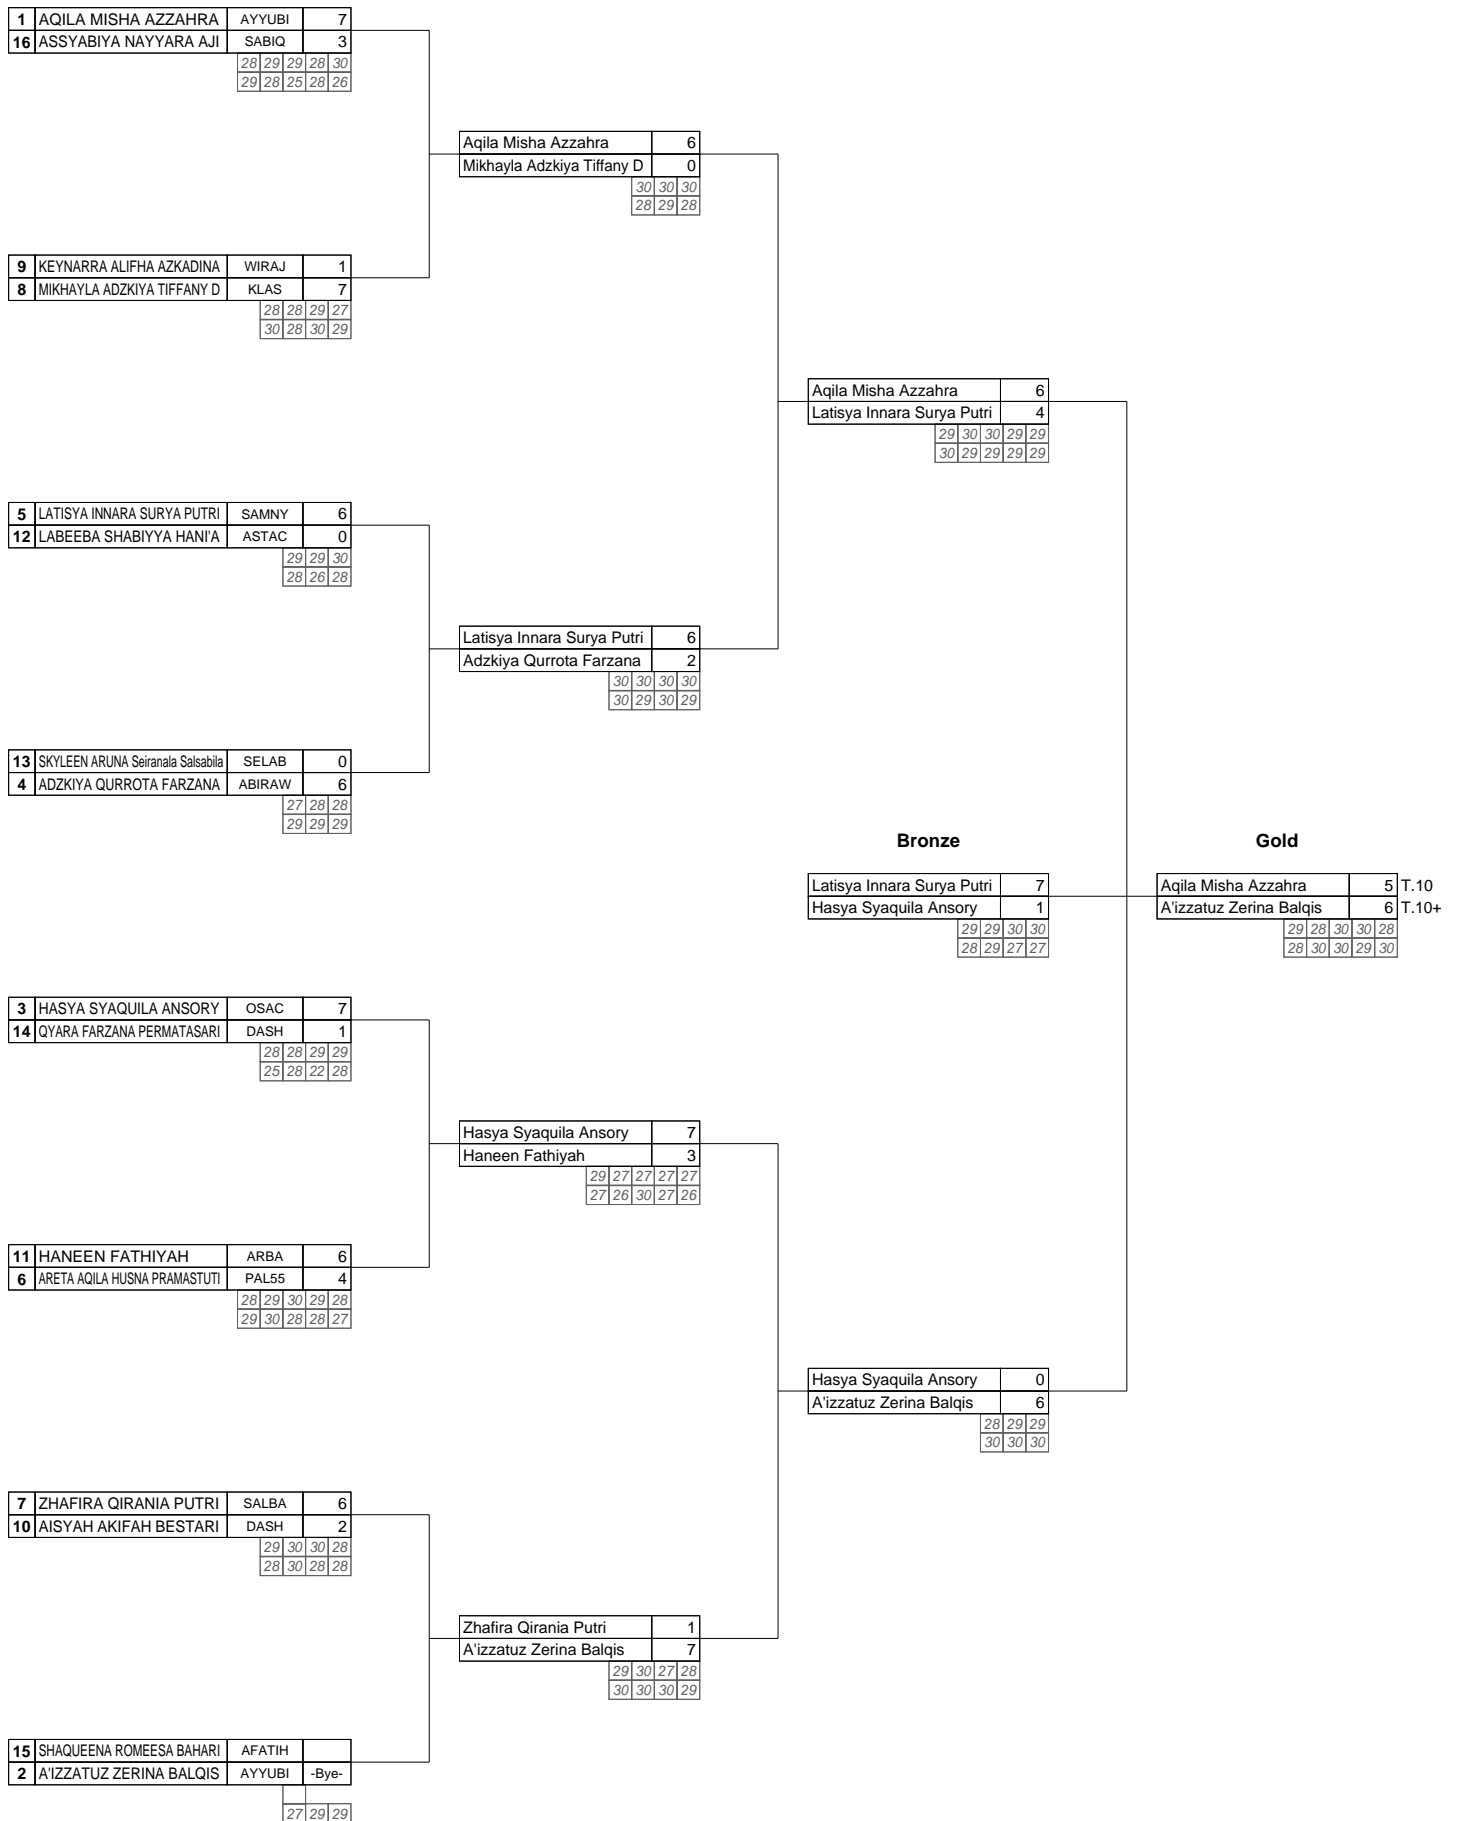 1 AQILA MISHA AZZAHRA AYYUBI 7
16 ASSYABIYA NAYYARA AJI SABIQ 3
28 29 29 28 30
29 28 25 28 26
Aqila Misha Azzahra 6
Mikhayla Adzkiya Tiffany D 0
30 30 30
28 29 28
9 KEYNARRA ALIFHA AZKADINA WIRAJ 1
8 MIKHAYLA ADZKIYA TIFFANY D KLAS 7
28 28 29 27
30 28 30 29
Aqila Misha Azzahra 6
Latisya Innara Surya Putri 4
29 30 30 29 29
30 29 29 29 29
5 LATISYA INNARA SURYA PUTRI SAMNY 6
12 LABEEBA SHABIYYA HANI'A ASTAC 0
29 29 30
28 26 28
Latisya Innara Surya Putri 6
Adzkiya Qurrota Farzana 2
30 30 30 30
30 29 30 29
13 SKYLEEN ARUNA Seiranala Salsabila SELAB 0
4 ADZKIYA QURROTA FARZANA ABIRAW 6
27 28 28
29 29 29
Bronze Gold
Latisya Innara Surya Putri 7 Aqila Misha Azzahra 5 T.10
Hasya Syaquila Ansory 1 A'izzatuz Zerina Balqis 6 T.10+
29 29 30 30 29 28 30 30 28
28 29 27 27 28 30 30 29 30
3 HASYA SYAQUILA ANSORY OSAC 7
14 QYARA FARZANA PERMATASARI DASH 1
28 28 29 29
25 28 22 28
Hasya Syaquila Ansory 7
Haneen Fathiyah 3
29 27 27 27 27
27 26 30 27 26
11 HANEEN FATHIYAH ARBA 6
6 ARETA AQILA HUSNA PRAMASTUTI PAL55 4
28 29 30 29 28
29 30 28 28 27
Hasya Syaquila Ansory 0
A'izzatuz Zerina Balqis 6
28 29 29
30 30 30
7 ZHAFIRA QIRANIA PUTRI SALBA 6
10 AISYAH AKIFAH BESTARI DASH 2
29 30 30 28
28 30 28 28
Zhafira Qirania Putri 1
A'izzatuz Zerina Balqis 7
29 30 27 28
30 30 30 29
15 SHAQUEENA ROMEESA BAHARI AFATIH
2 A'IZZATUZ ZERINA BALQIS AYYUBI -Bye-
27 29 29